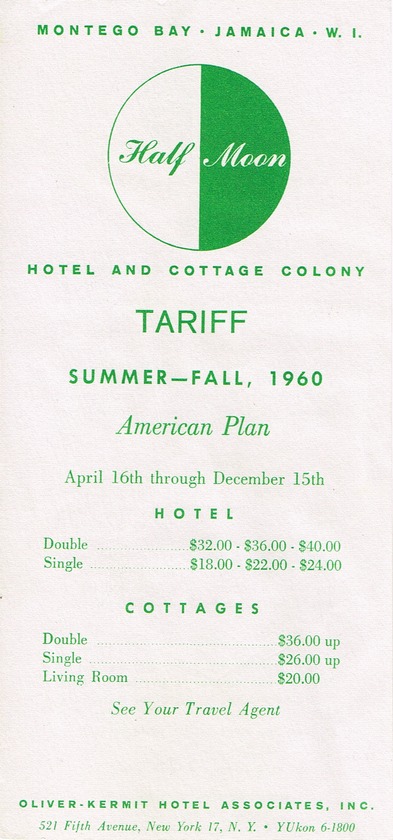 MONTEGO BAY · JAMAICA · W. I.
Half Moon
HOTEL AND COTTAGE COLONY
TARIFF
SUMMER—FALL, 1960
American Plan
April 16th through December 15th
HOTEL
Double ........................ $32.00 - $36.00 - $40.00
Single ........................ $18.00 - $22.00 - $24.00
COTTAGES
Double ........................ $36.00 up
Single ........................ $26.00 up
Living Room ........................ $20.00
See Your Travel Agent
OLIVER-KERMIT HOTEL ASSOCIATES, INC.
521 Fifth Avenue, New York 17, N. Y. • YUkon 6-1800